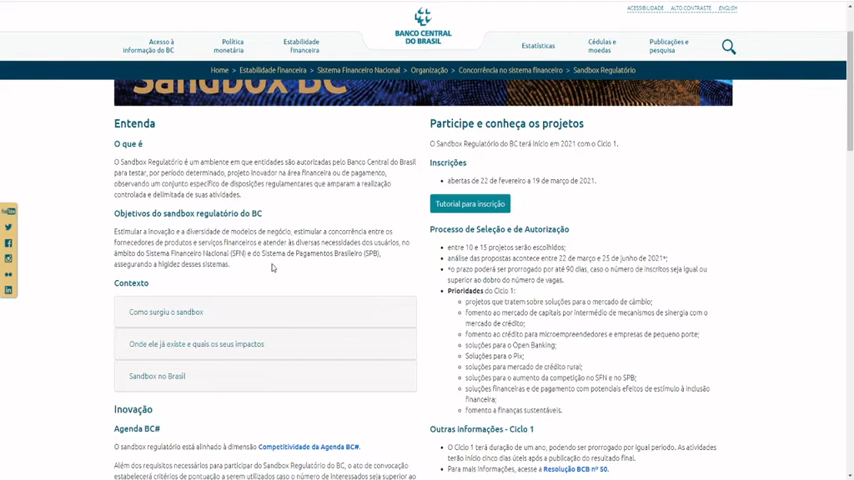 ACESSIBILIDADE ALTO CONTRASTE ENGLISH
BANCO CENTRAL
DO BRASIL
Acesso à
informação do BC
Política
monetária
Estabilidade
financeira
Estatísticas
Cédulas e
moedas
Publicações e
pesquisa
Home > Estabilidade financeira > Sistema Financeiro Nacional > Organização > Concorrência no sistema financeiro > Sandbox Regulatório
Sandbox BC
Entenda
O que é
O Sandbox Regulatório é um ambiente em que entidades são autorizadas pelo Banco Central do Brasil
para testar, por período determinado, projeto inovador na área financeira ou de pagamento,
observando um conjunto específico de disposições regulamentares que amparam a realização
controlada e delimitada de suas atividades.
Objetivos do sandbox regulatório do BC
Estimular a inovação e a diversidade de modelos de negócio, estimular a concorrência entre os
fornecedores de produtos e serviços financeiros e atender às diversas necessidades dos usuários, no
âmbito do Sistema Financeiro Nacional (SFN) e do Sistema de Pagamentos Brasileiro (SPB),
assegurando a higidez desses sistemas.
Contexto
Como surgiu o sandbox
Onde ele já existe e quais os seus impactos
Sandbox no Brasil
Inovação
Agenda BC#
O sandbox regulatório está alinhado à dimensão Competitividade da Agenda BC#.
Além dos requisitos necessários para participar do Sandbox Regulatório do BC, o ato de convocação
estabelecerá critérios de pontuação a serem utilizados caso o número de interessados seja superior ao
Participe e conheça os projetos
O Sandbox Regulatório do BC terá início em 2021 com o Ciclo 1.
Inscrições
• abertas de 22 de fevereiro a 19 de março de 2021.
Tutorial para inscrição
Processo de Seleção e de Autorização
• entre 10 e 15 projetos serão escolhidos;
• análise das propostas acontece entre 22 de março e 25 de junho de 2021*;
• *o prazo poderá ser prorrogado por até 90 dias, caso o número de inscritos seja igual ou
superior ao dobro do número de vagas.
• Prioridades do Ciclo 1:
projetos que tratem sobre soluções para o mercado de câmbio;
fomento ao mercado de capitais por intermédio de mecanismos de sinergia com o
mercado de crédito;
fomento ao crédito para microempreendedores e empresas de pequeno porte;
soluções para o Open Banking;
Soluções para o Pix;
soluções para mercado de crédito rural;
soluções para o aumento da competição no SFN e no SPB;
soluções financeiras e de pagamento com potenciais efeitos de estímulo à inclusão
financeira;
fomento a finanças sustentáveis.
Outras informações - Ciclo 1
• O Ciclo 1 terá duração de um ano, podendo ser prorrogado por igual período. As atividades
terão início cinco dias úteis após a publicação do resultado final.
• Para mais informações, acesse a Resolução BCB nº 50.